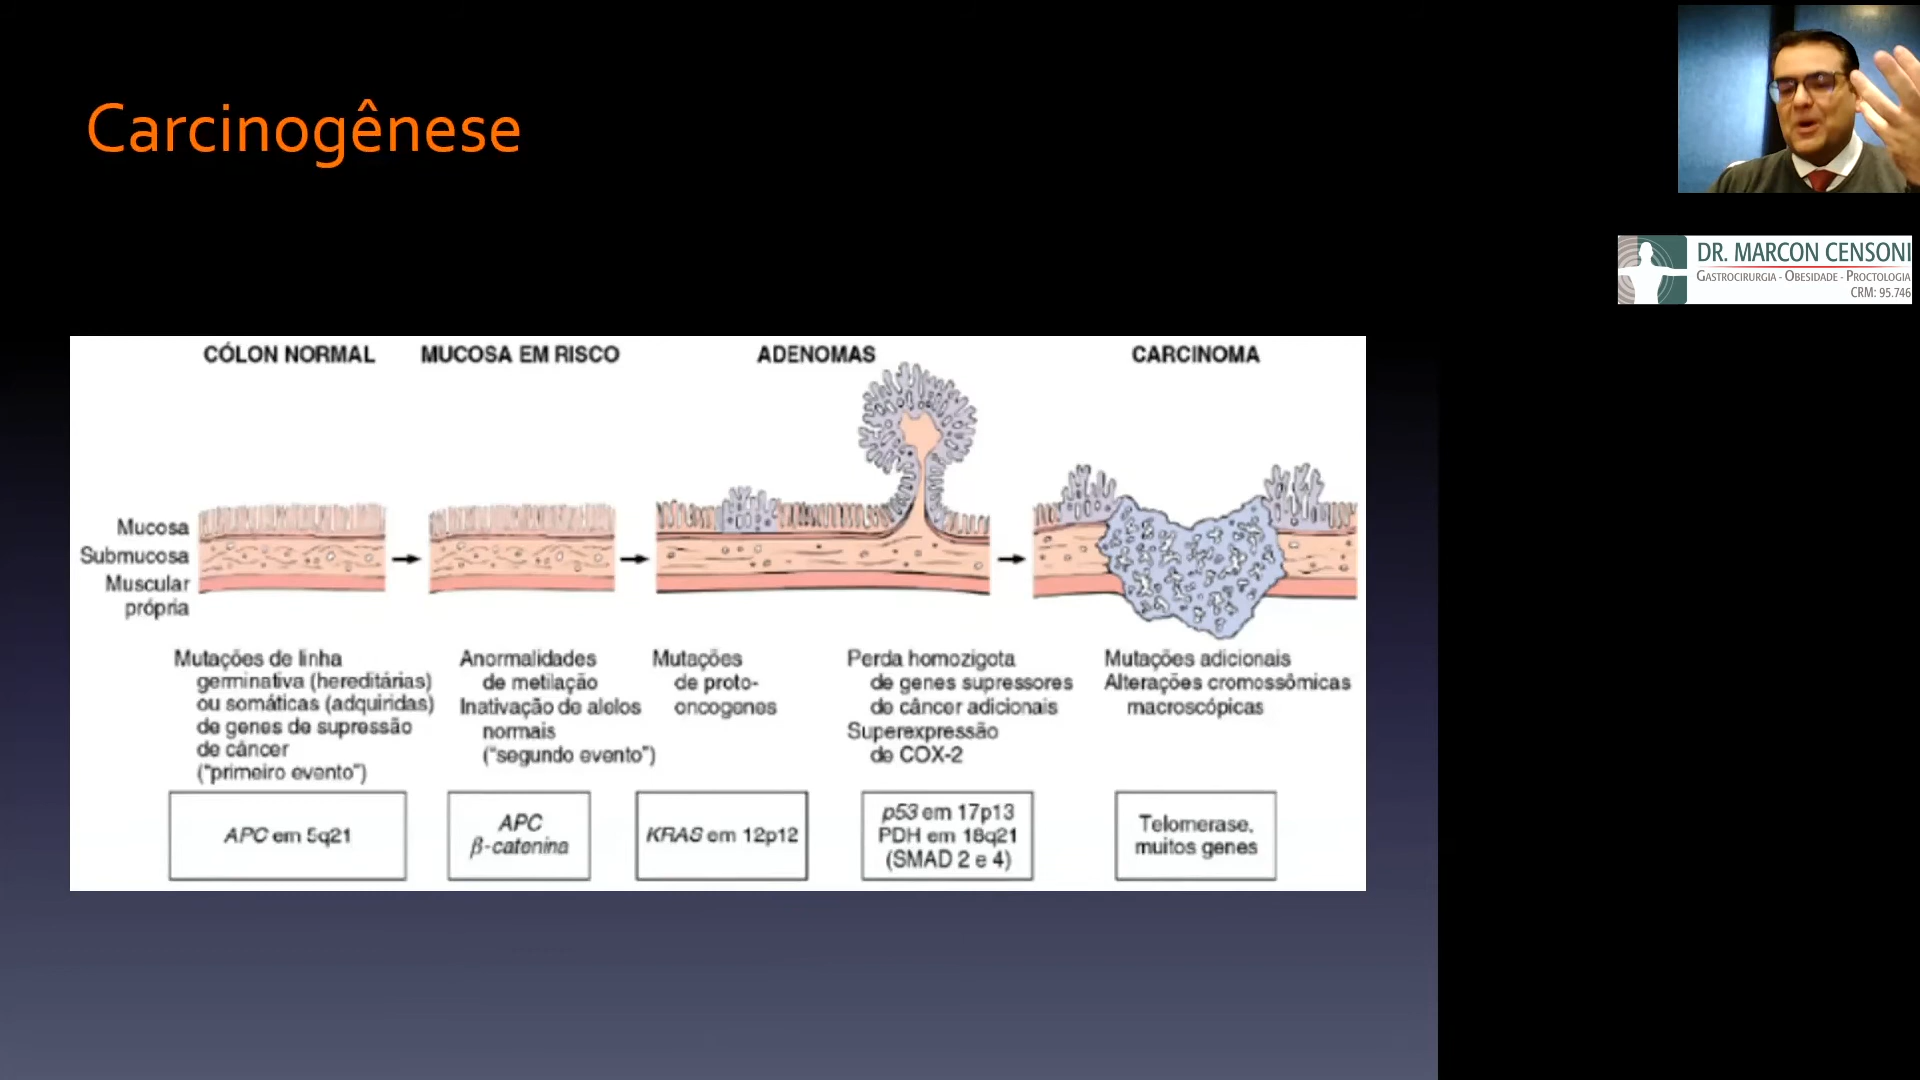 Carcinogênese
DR. MARCON CENSONI
GASTROCIRURGIA - OBESIDADE - PROCTOLOGIA
CRM: 95.746
CÓLON NORMAL
MUCOSA EM RISCO
ADENOMAS
CARCINOMA
Mucosa
Submucosa
Muscular
própria
Mutações de linha
germinativa (hereditárias)
ou somáticas (adquiridas)
de genes de supressão
de câncer
("primeiro evento")
Anormalidades
de metilação
Inativação de alelos
normais
("segundo evento")
Mutações
de proto-
oncogenes
Perda homozigota
de genes supressores
de câncer adicionais
Superexpressão
de COX-2
Mutações adicionais
Alterações cromossômicas
macroscópicas
APC em 5q21
APC
β-catenina
KRAS em 12p12
p53 em 17p13
PDH em 18q21
(SMAD 2 e 4)
Telomerase,
muitos genes